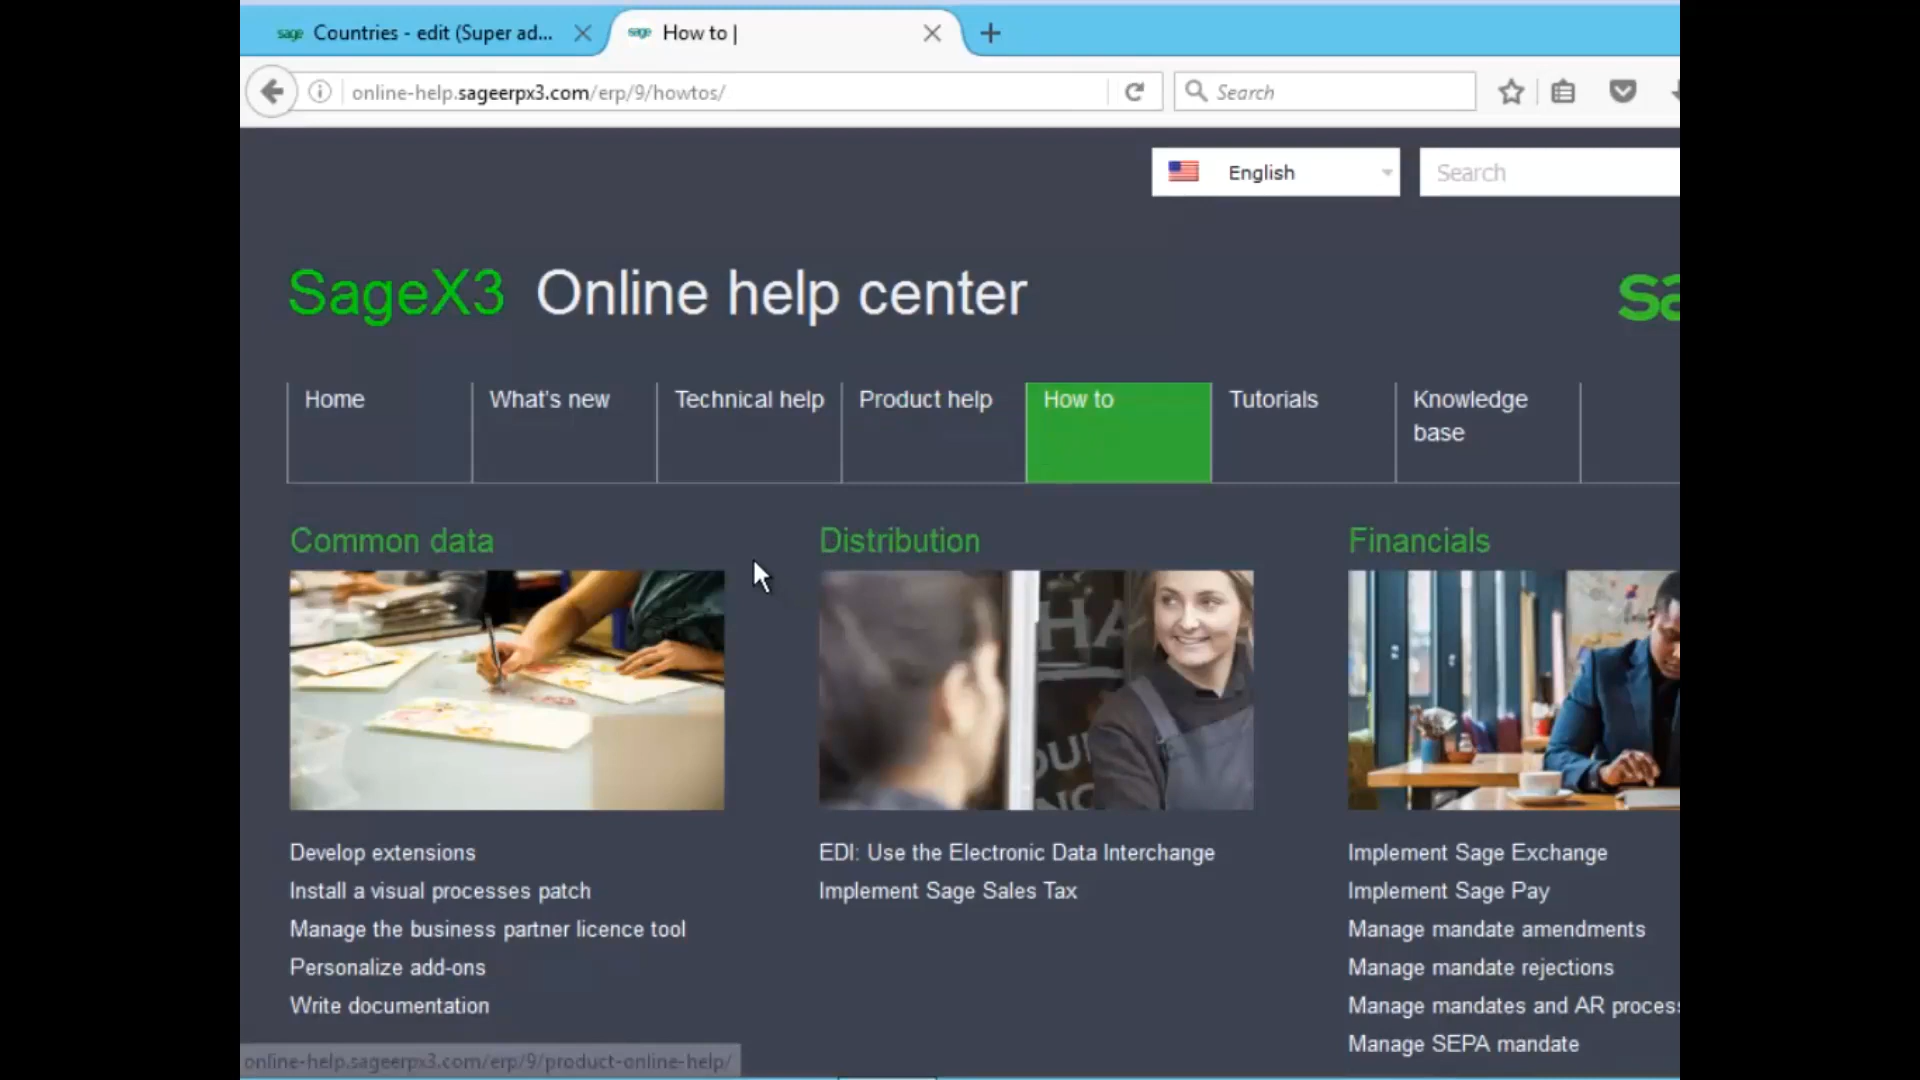 sage Countries - edit (Super ad...
sage How to |
online-help.sageerpx3.com/erp/9/howtos/
Search
English
Search
SageX3 Online help center
sa
Home
What's new
Technical help
Product help
How to
Tutorials
Knowledge
base
Common data
Distribution
Financials
Develop extensions
Install a visual processes patch
Manage the business partner licence tool
Personalize add-ons
Write documentation
EDI: Use the Electronic Data Interchange
Implement Sage Sales Tax
Implement Sage Exchange
Implement Sage Pay
Manage mandate amendments
Manage mandate rejections
Manage mandates and AR process
Manage SEPA mandate
online-help.sageerpx3.com/erp/9/product-online-help/